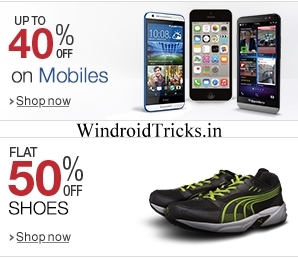 UP TO
40% OFF
on Mobiles
> Shop now
WindroidTricks.in
FLAT
50% OFF
SHOES
> Shop now